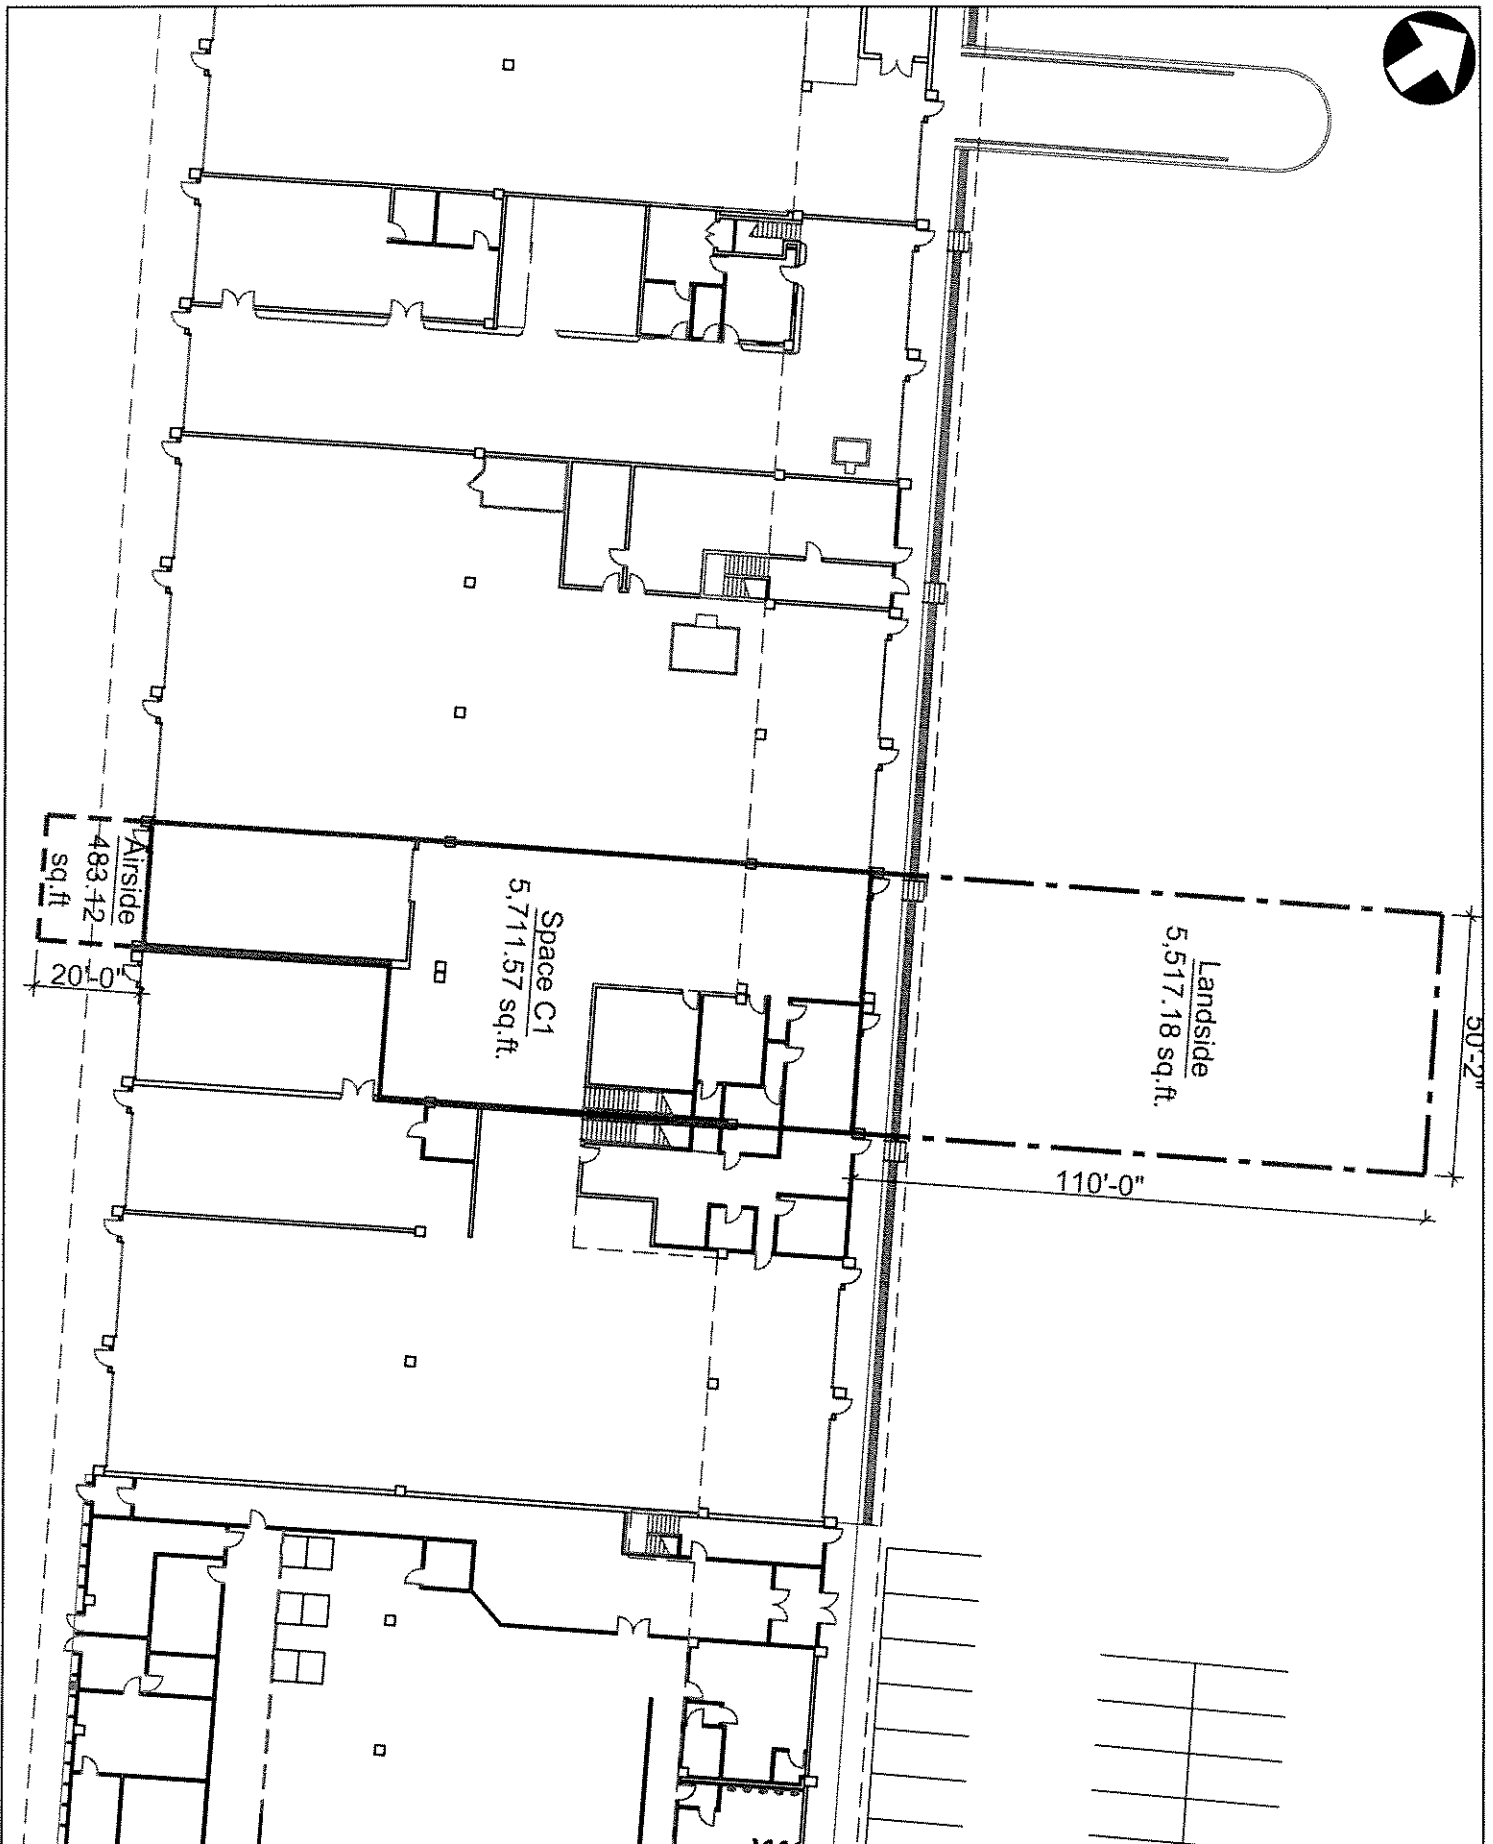 Airside
483.12
sq.ft
20'-0"
Space C1
5,711.57 sq.ft.
Landside
5,517.18 sq.ft.
50'-2"
110'-0"